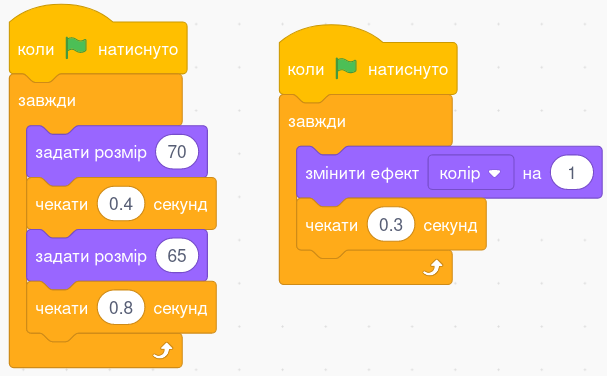 коли натиснуто
завжди
задати розмір 70
чекати 0.4 секунд
задати розмір 65
чекати 0.8 секунд
коли натиснуто
завжди
змінити ефект колір на 1
чекати 0.3 секунд